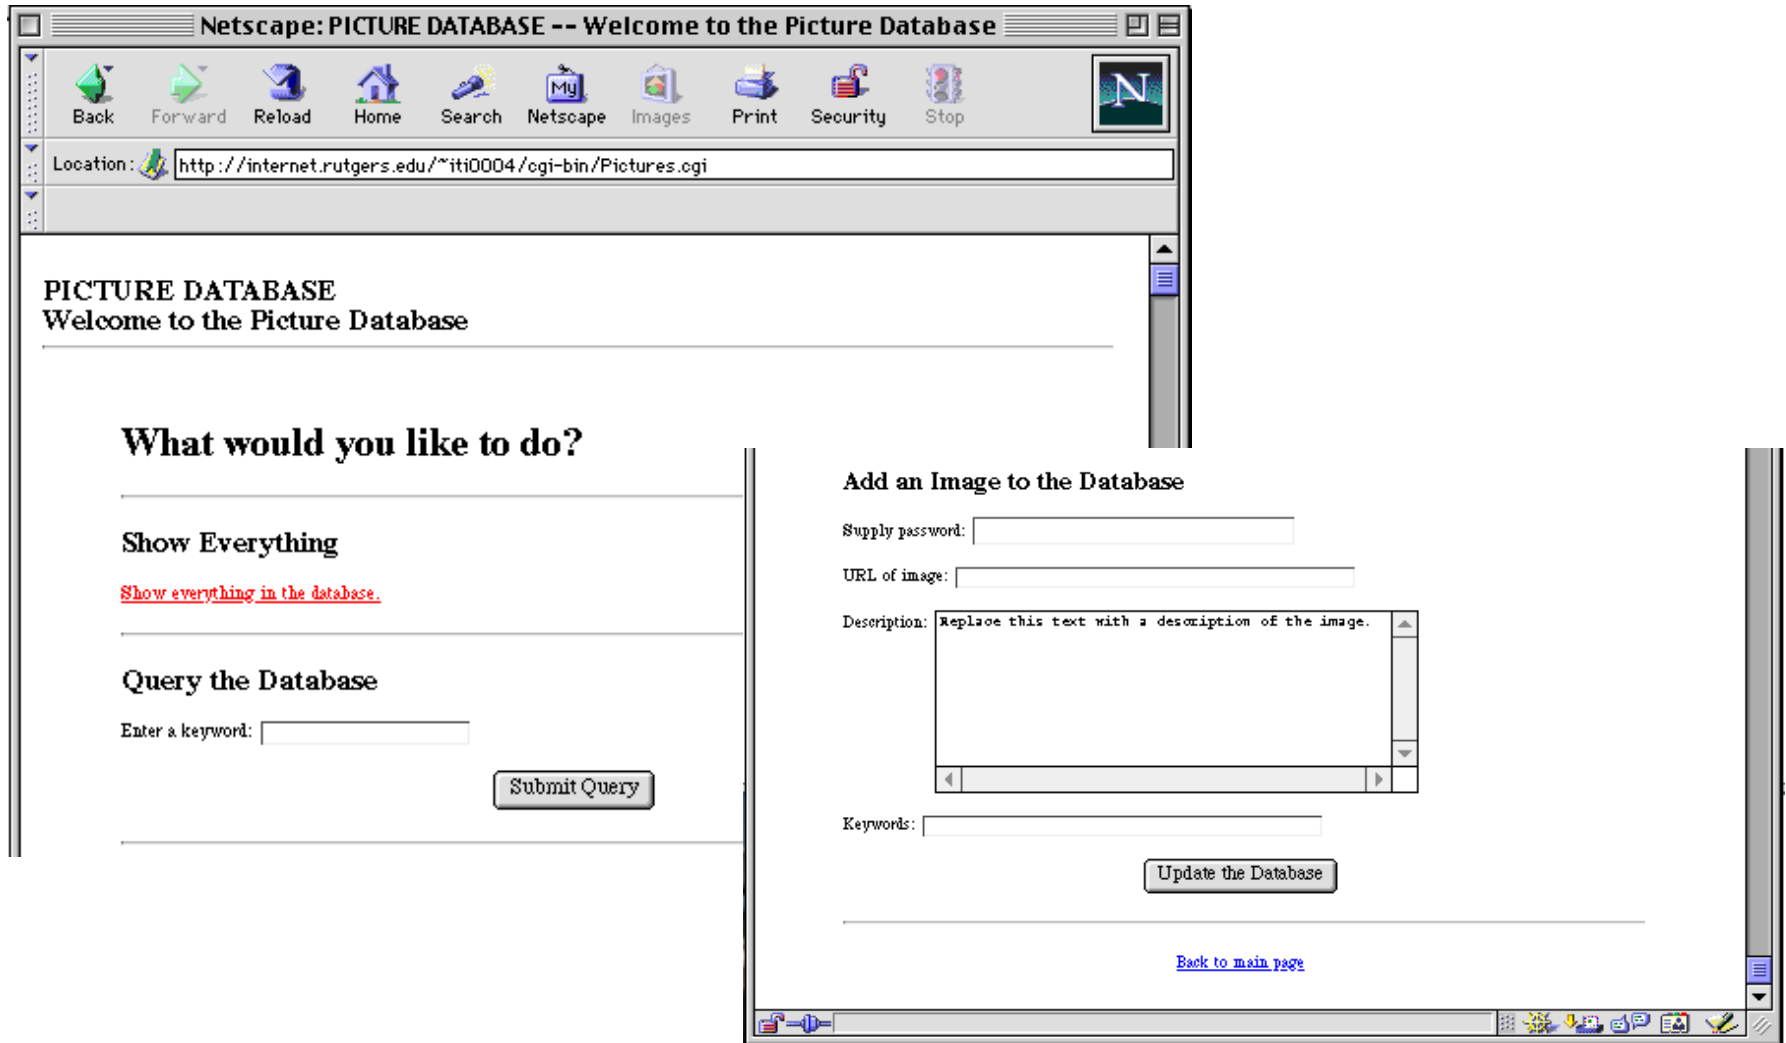 Netscape: PICTURE DATABASE -- Welcome to the Picture Database
Back Forward Reload Home Search Netscape Images Print Security Stop
My
N
Location: http://internet.rutgers.edu/~iti0004/cgi-bin/Pictures.cgi
PICTURE DATABASE
Welcome to the Picture Database
What would you like to do?
Show Everything
Show everything in the database.
Query the Database
Enter a keyword:
Submit Query
Add an Image to the Database
Supply password:
URL of image:
Description: Replace this text with a description of the image.
Keywords:
Update the Database
Back to main page